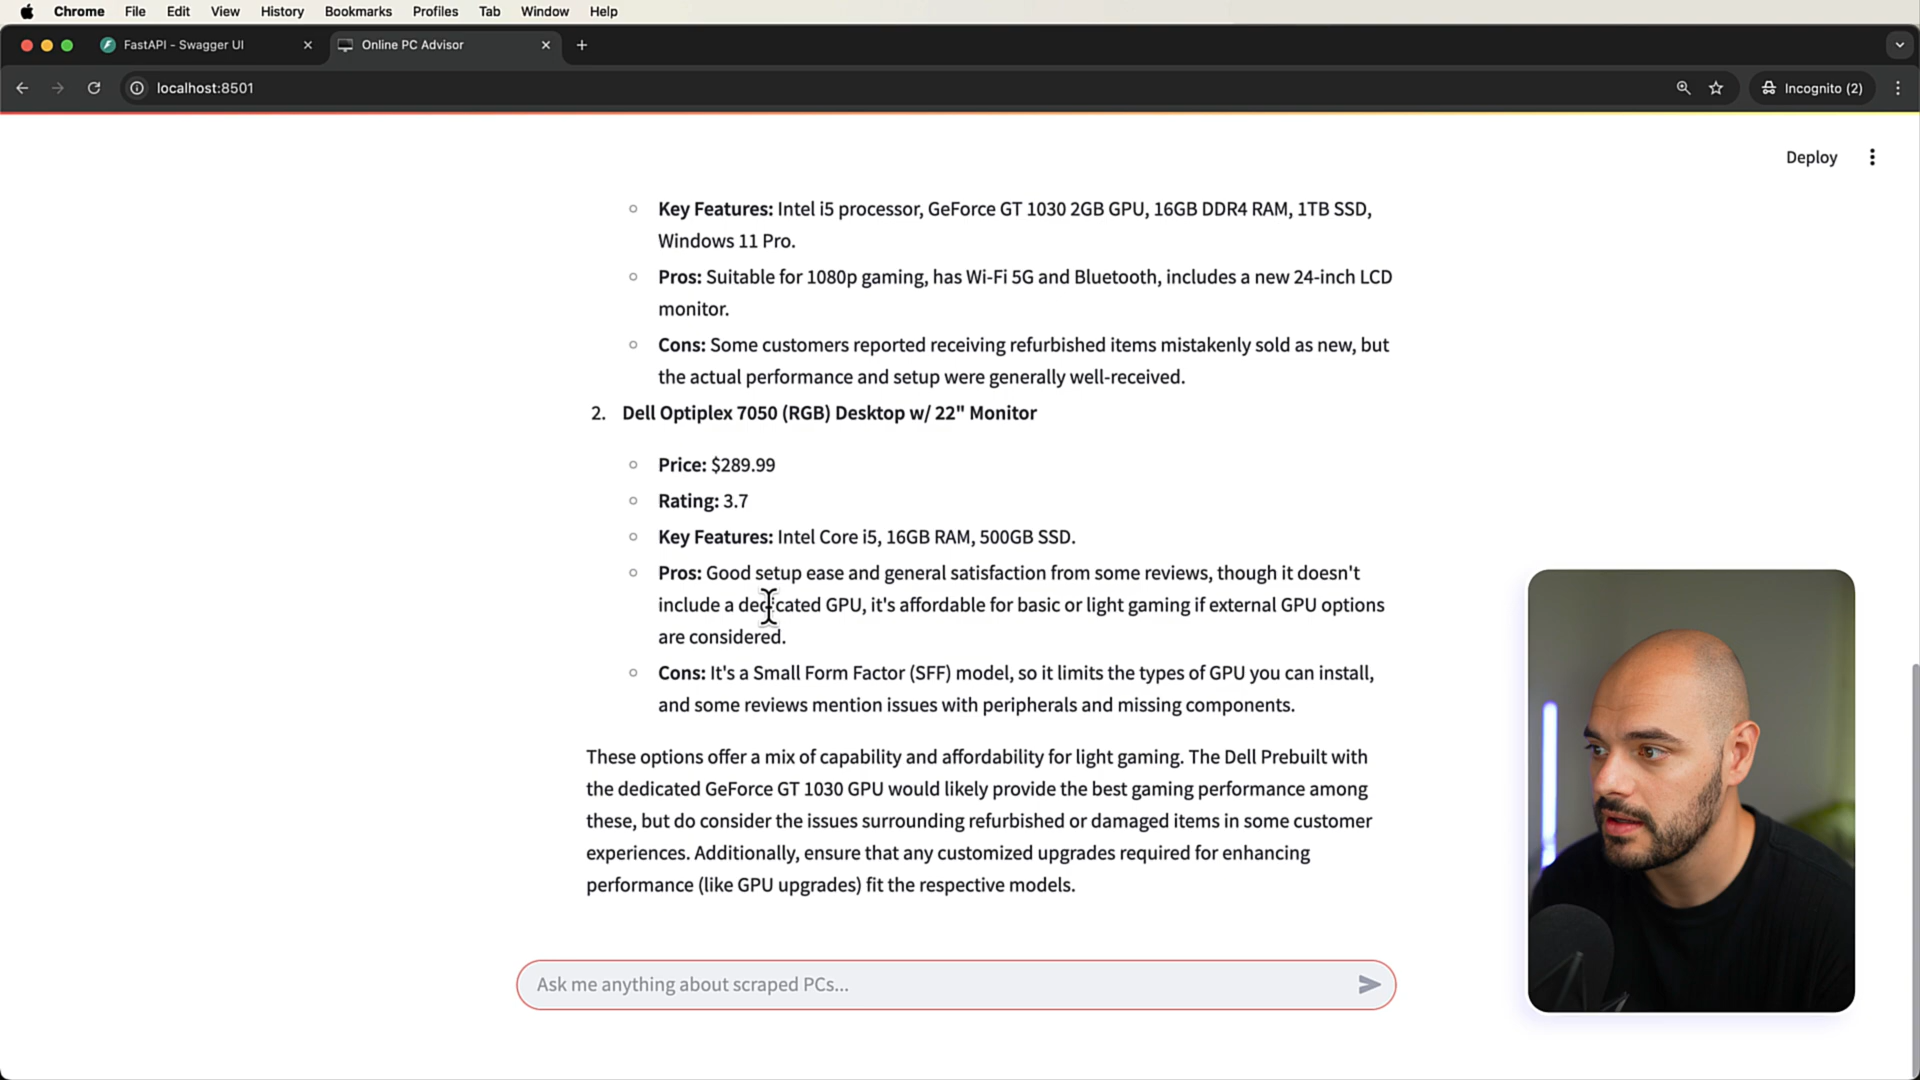 Chrome File Edit View History Bookmarks Profiles Tab Window Help
FastAPI - Swagger UI
Online PC Advisor
localhost:8501
Incognito (2)
Deploy
Key Features: Intel i5 processor, GeForce GT 1030 2GB GPU, 16GB DDR4 RAM, 1TB SSD,
Windows 11 Pro.
Pros: Suitable for 1080p gaming, has Wi-Fi 5G and Bluetooth, includes a new 24-inch LCD
monitor.
Cons: Some customers reported receiving refurbished items mistakenly sold as new, but
the actual performance and setup were generally well-received.
2. Dell Optiplex 7050 (RGB) Desktop w/ 22" Monitor
Price: $289.99
Rating: 3.7
Key Features: Intel Core i5, 16GB RAM, 500GB SSD.
Pros: Good setup ease and general satisfaction from some reviews, though it doesn't
include a dedicated GPU, it's affordable for basic or light gaming if external GPU options
are considered.
Cons: It's a Small Form Factor (SFF) model, so it limits the types of GPU you can install,
and some reviews mention issues with peripherals and missing components.
These options offer a mix of capability and affordability for light gaming. The Dell Prebuilt with
the dedicated GeForce GT 1030 GPU would likely provide the best gaming performance among
these, but do consider the issues surrounding refurbished or damaged items in some customer
experiences. Additionally, ensure that any customized upgrades required for enhancing
performance (like GPU upgrades) fit the respective models.
Ask me anything about scraped PCs...